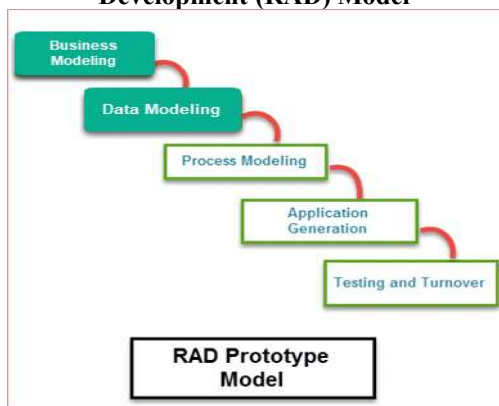 Development (RAD) Model
Business
Modeling
Data Modeling
Process Modeling
Application
Generation
Testing and Turnover
RAD Prototype
Model